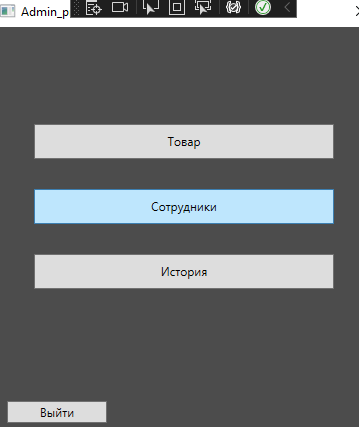 Admin_p
Товар
Сотрудники
История
Выйти